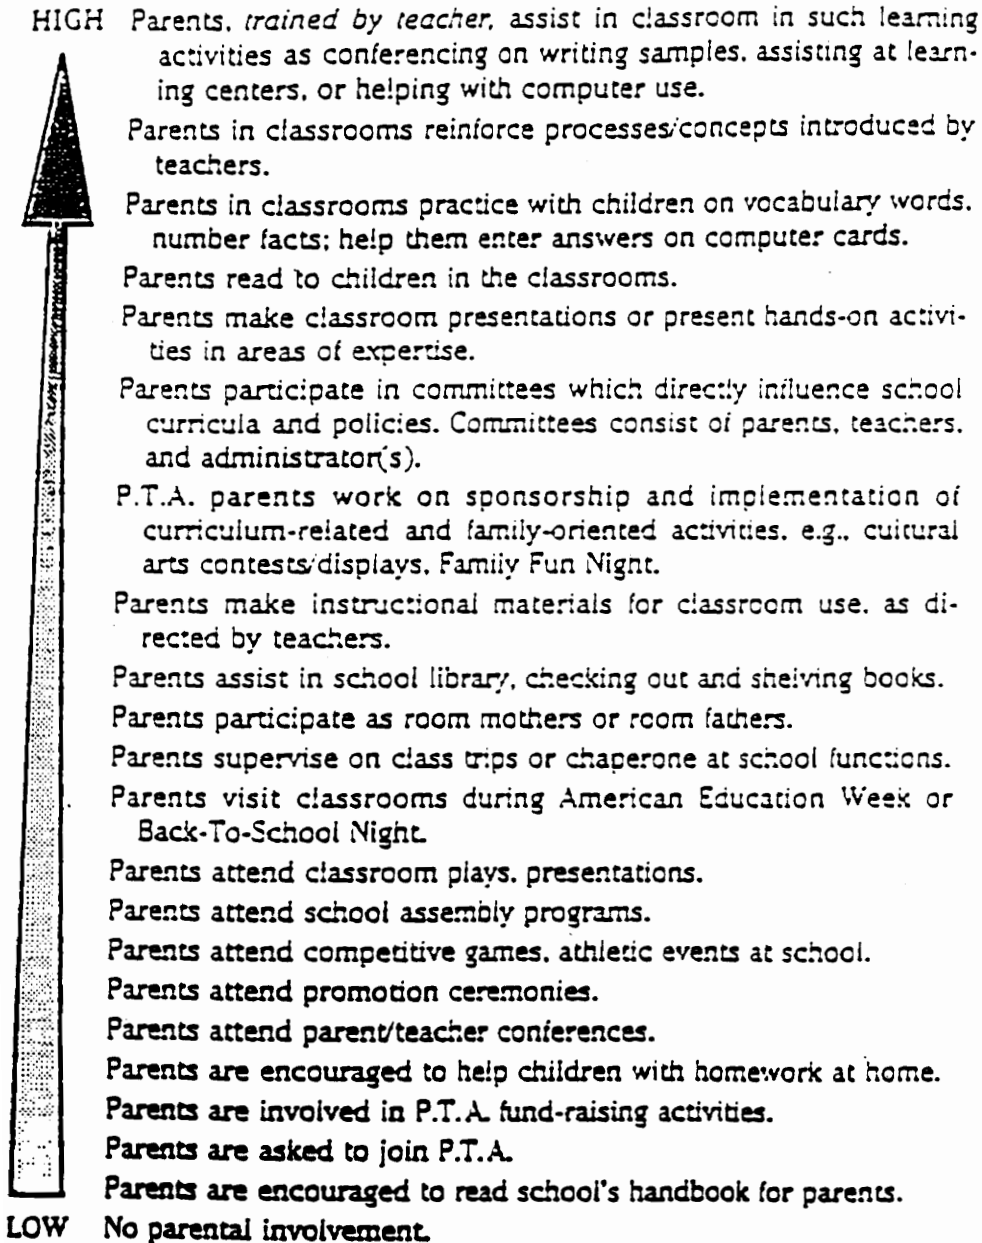 HIGH Parents, trained by teacher, assist in classroom in such learning
activities as conferencing on writing samples, assisting at learn-
ing centers, or helping with computer use.
Parents in classrooms reinforce processes/concepts introduced by
teachers.
Parents in classrooms practice with children on vocabulary words,
number facts; help them enter answers on computer cards.
Parents read to children in the classrooms.
Parents make classroom presentations or present hands-on activi-
ties in areas of expertise.
Parents participate in committees which directly influence school
curricula and policies. Committees consist of parents, teachers,
and administrator(s).
P.T.A. parents work on sponsorship and implementation of
curriculum-related and family-oriented activities, e.g., cultural
arts contests/displays, Family Fun Night.
Parents make instructional materials for classroom use, as di-
rected by teachers.
Parents assist in school library, checking out and shelving books.
Parents participate as room mothers or room fathers.
Parents supervise on class trips or chaperone at school functions.
Parents visit classrooms during American Education Week or
Back-To-School Night.
Parents attend classroom plays, presentations.
Parents attend school assembly programs.
Parents attend competitive games, athletic events at school.
Parents attend promotion ceremonies.
Parents attend parent/teacher conferences.
Parents are encouraged to help children with homework at home.
Parents are involved in P.T.A. fund-raising activities.
Parents are asked to join P.T.A.
Parents are encouraged to read school's handbook for parents.
LOW No parental involvement.